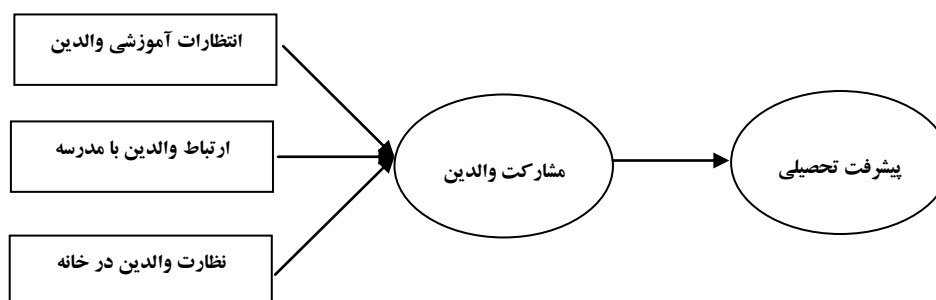 انتظارات آموزشی والدین
ارتباط والدین با مدرسه
نظارت والدین در خانه
مشارکت والدین
پیشرفت تحصیلی